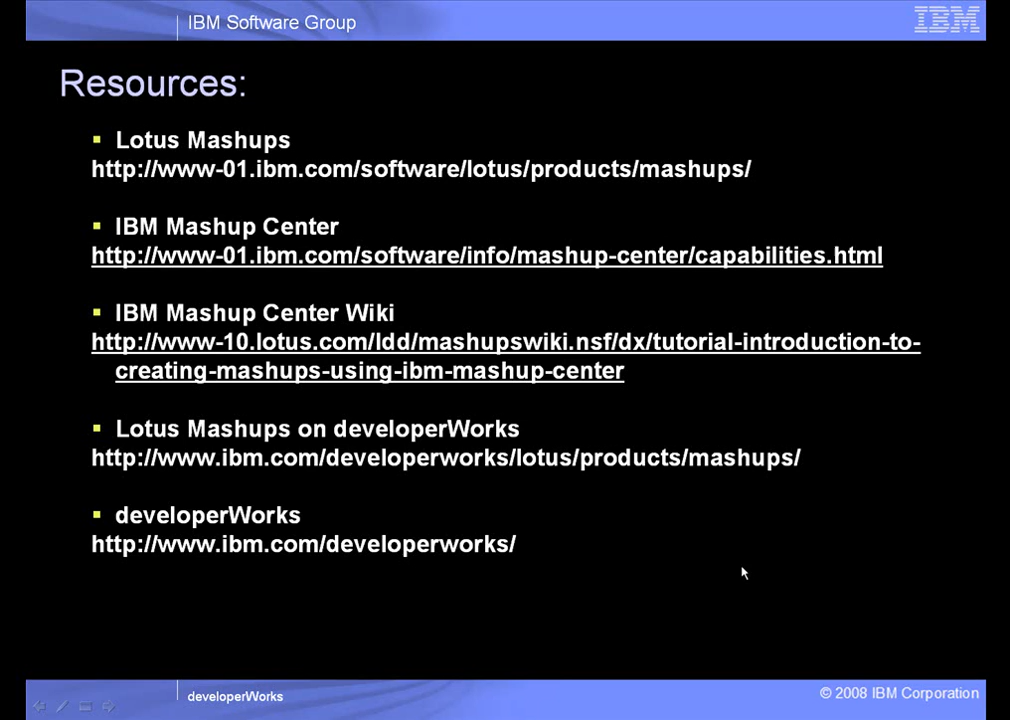 IBM Software Group
IBM
Resources:
Lotus Mashups
http://www-01.ibm.com/software/lotus/products/mashups/
IBM Mashup Center
http://www-01.ibm.com/software/info/mashup-center/capabilities.html
IBM Mashup Center Wiki
http://www-10.lotus.com/ldd/mashupswiki.nsf/dx/tutorial-introduction-to-
creating-mashups-using-ibm-mashup-center
Lotus Mashups on developerWorks
http://www.ibm.com/developerworks/lotus/products/mashups/
developerWorks
http://www.ibm.com/developerworks/
developerWorks
© 2008 IBM Corporation